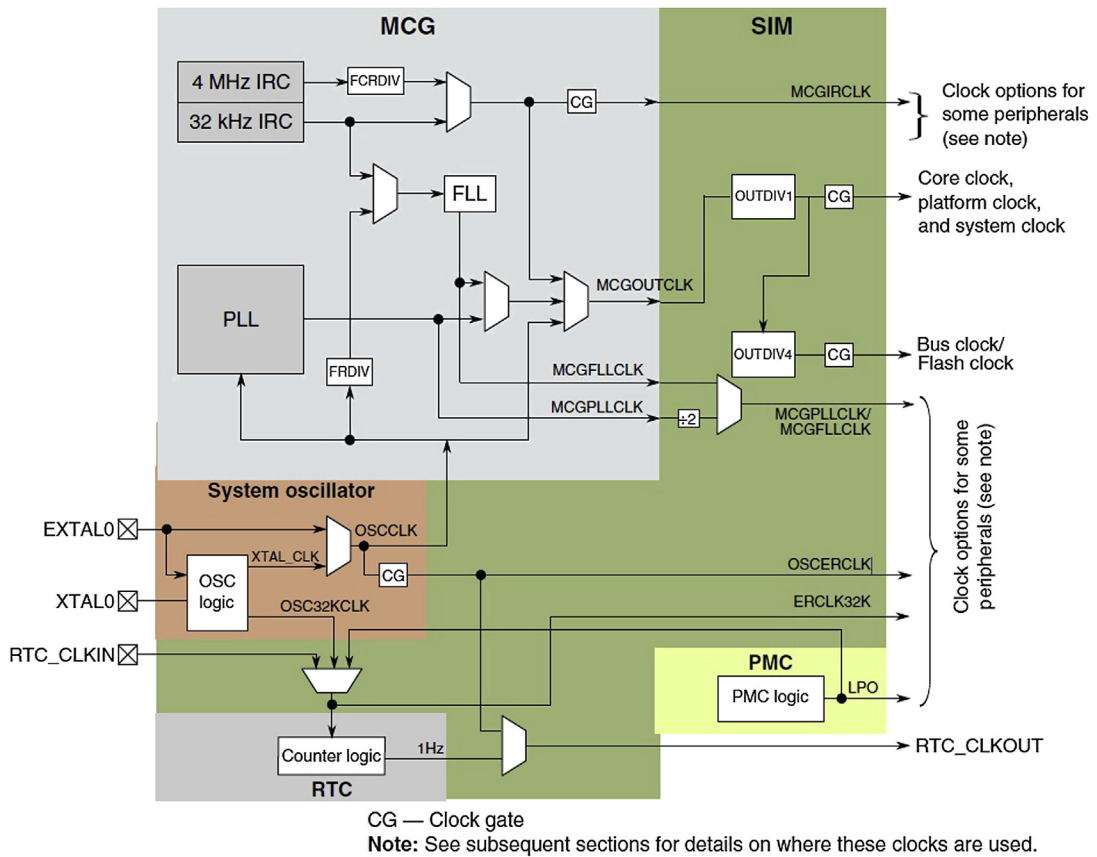 MCG
SIM
4 MHz IRC
FCRDIV
CG
MCGIRCLK
Clock options for
some peripherals
(see note)
32 kHz IRC
FLL
OUTDIV1
CG
Core clock,
platform clock,
and system clock
PLL
MCGOUTCLK
OUTDIV4
CG
Bus clock/
Flash clock
FRDIV
MCGFLLCLK
MCGPLLCLK
÷2
MCGPLLCLK/
MCGFLLCLK
Clock options for some
peripherals (see note)
System oscillator
EXTAL0
OSCCLK
XTAL_CLK
OSC
logic
CG
OSCERCLK
XTAL0
OSC32KCLK
ERCLK32K
RTC_CLKIN
PMC
PMC logic
LPO
Counter logic
1Hz
RTC_CLKOUT
RTC
CG — Clock gate
Note: See subsequent sections for details on where these clocks are used.